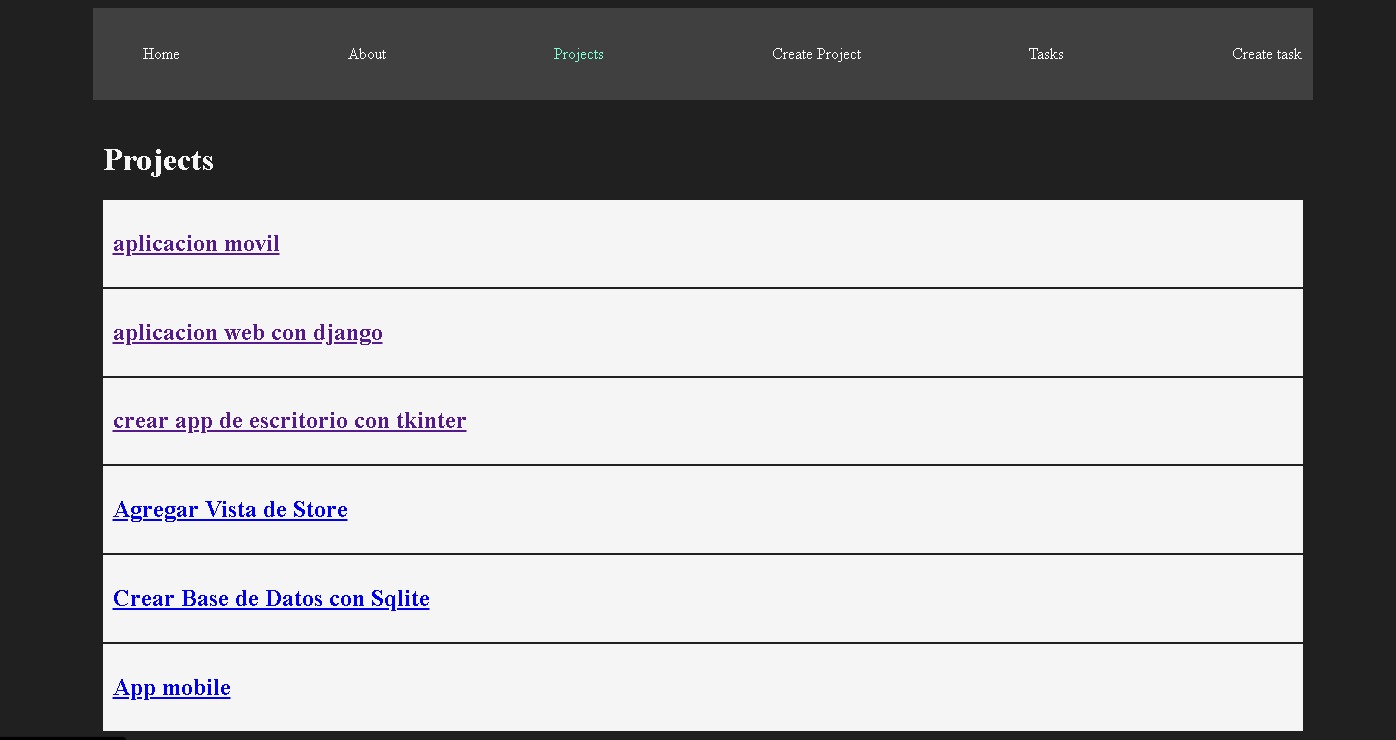 Home About Projects Create Project Tasks Create task
Projects
aplicacion movil
aplicacion web con django
crear app de escritorio con tkinter
Agregar Vista de Store
Crear Base de Datos con Sqlite
App mobile